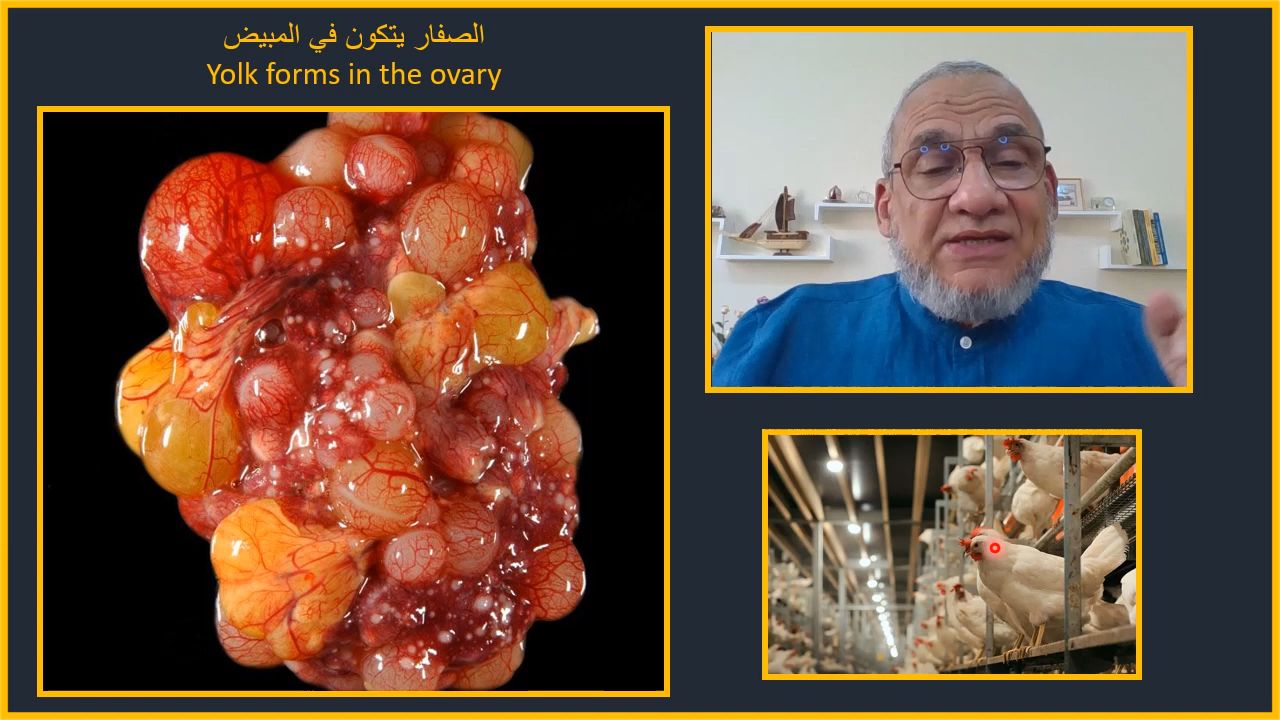 الصفار يتكون في المبيض
Yolk forms in the ovary